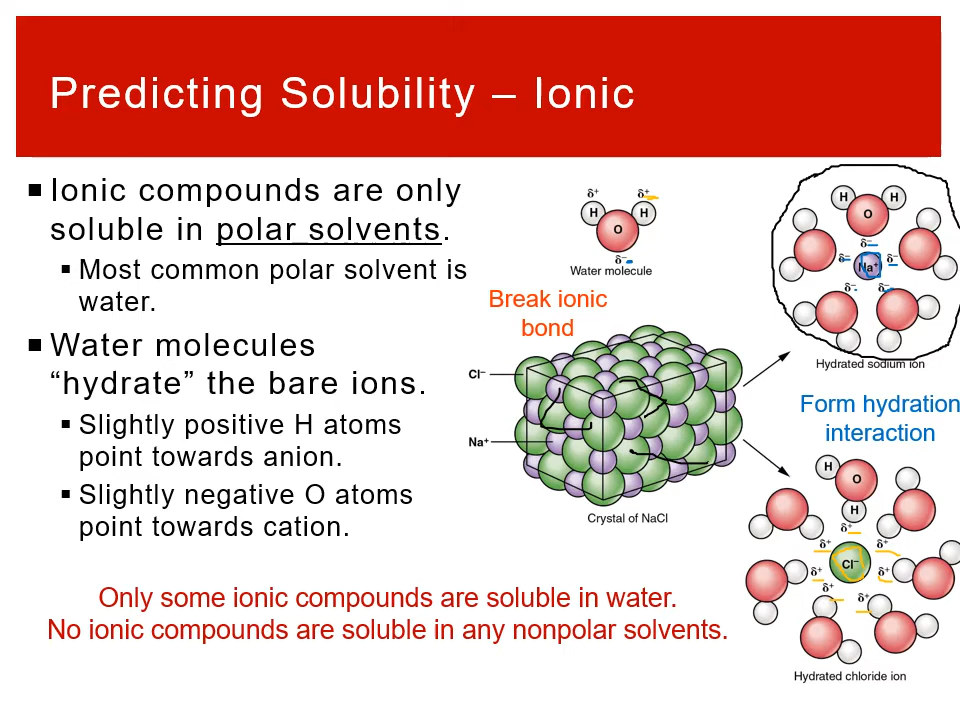 Predicting Solubility – Ionic
▪ Ionic compounds are only
soluble in polar solvents.
▪ Most common polar solvent is
water.
▪ Water molecules
“hydrate” the bare ions.
▪ Slightly positive H atoms
point towards anion.
▪ Slightly negative O atoms
point towards cation.
Only some ionic compounds are soluble in water.
No ionic compounds are soluble in any nonpolar solvents.
δ+ δ+
H H
O
δ−
Water molecule
Break ionic
bond
Cl−
Na+
Crystal of NaCl
H H
O
δ−
δ− Na+ δ−
δ− δ−
Hydrated sodium ion
Form hydration
interaction
H
O
H
δ+
δ+ δ+
Cl−
δ+ δ+
δ+ δ+
Hydrated chloride ion